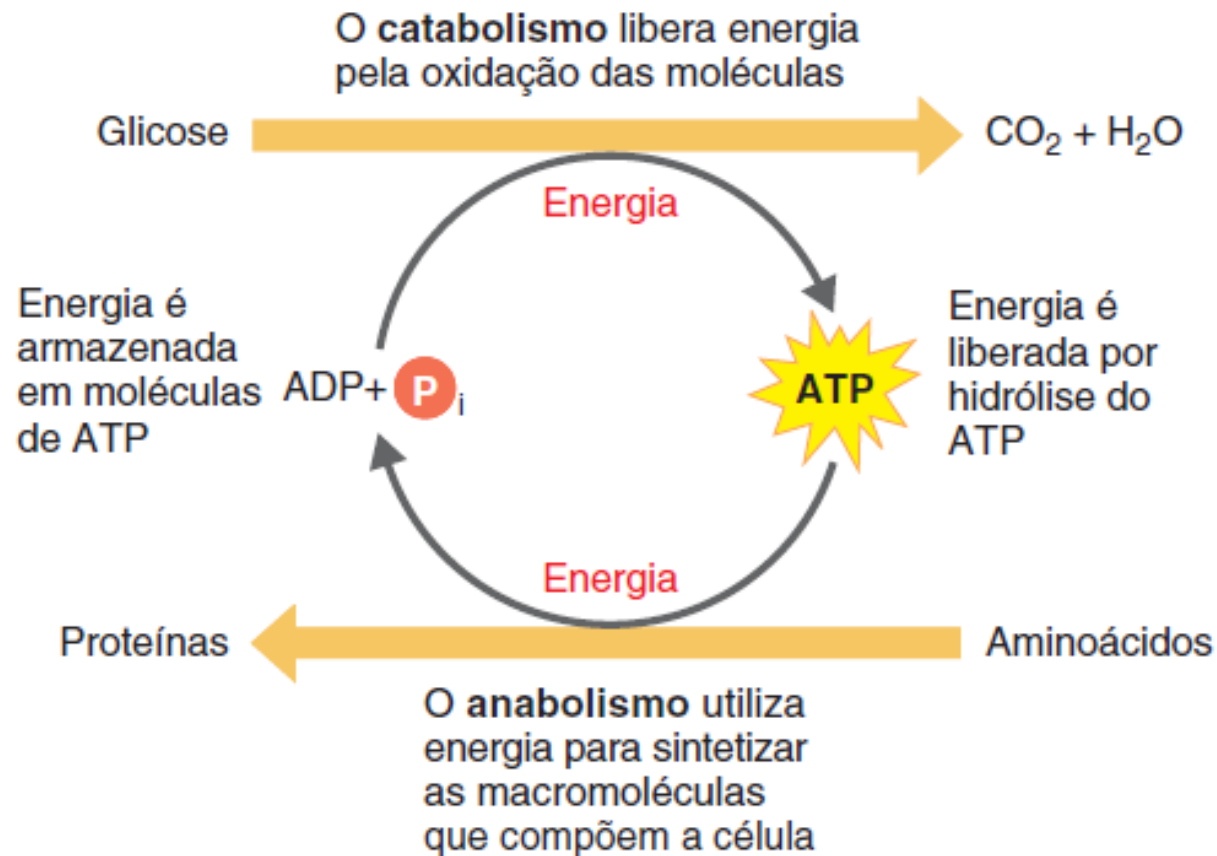 O catabolismo libera energia
pela oxidação das moléculas
Glicose
CO₂ + H₂O
Energia
Energia é
armazenada
em moléculas
de ATP
ADP+ P i
ATP
Energia é
liberada por
hidrólise do
ATP
Energia
Proteínas
Aminoácidos
O anabolismo utiliza
energia para sintetizar
as macromoléculas
que compõem a célula